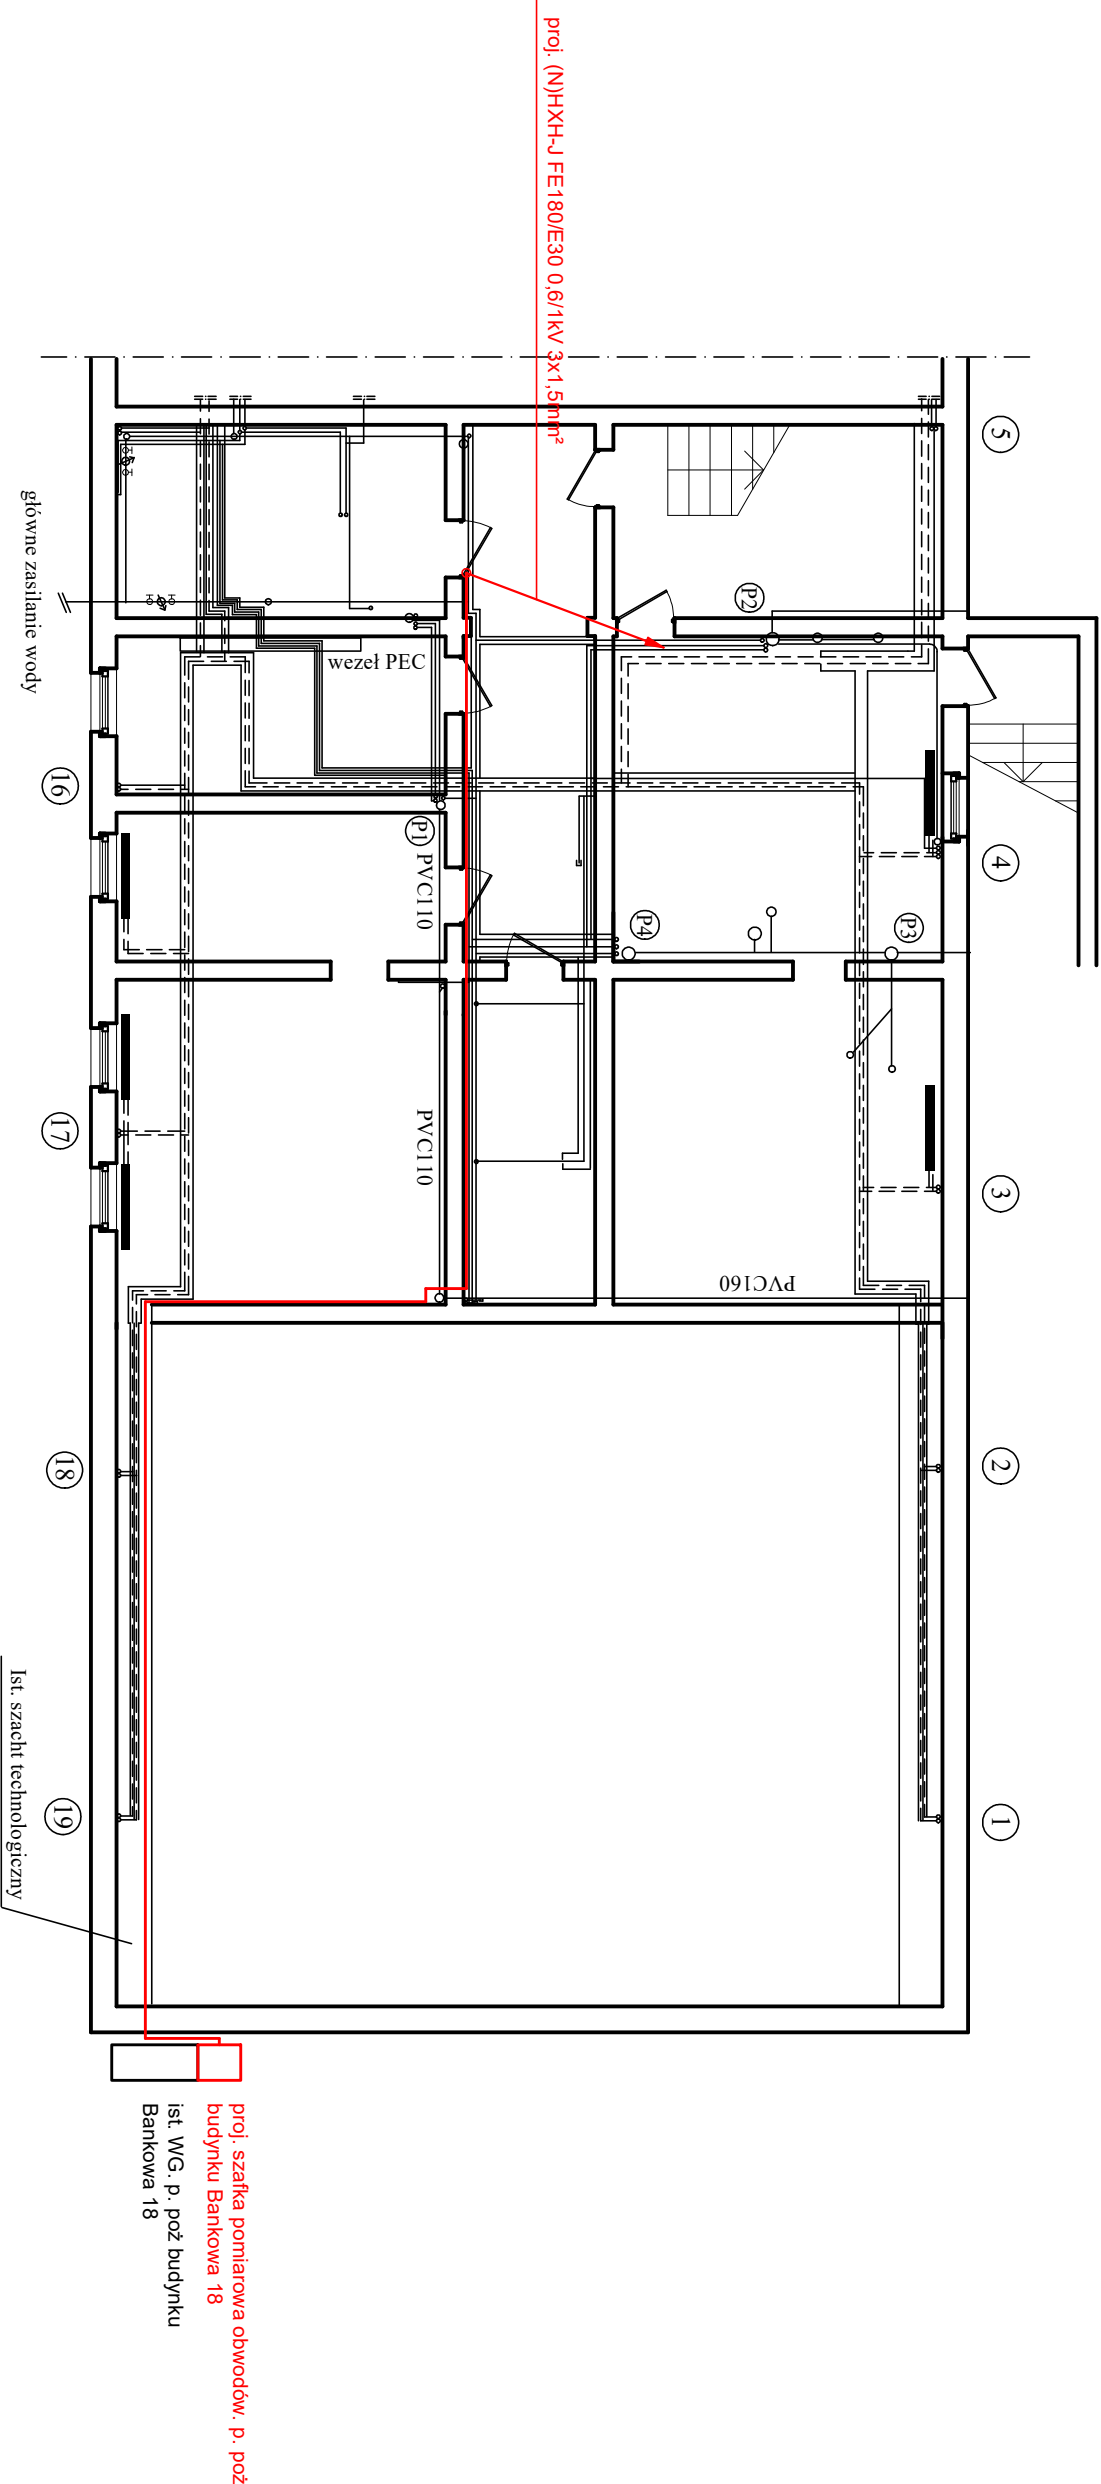 proj. (N)HXH-J FE180/E30 0,6/1kV 3x1,5mm²
5
P2
główne zasilanie wody
wezeł PEC
16
P1
PVC110
4
P4
P3
17
PVC110
3
PVC160
18
2
19
1
Ist. szacht technologiczny
proj. szafka pomiarowa obwodów. p. poż
budynku Bankowa 18
ist. WG. p. poż budynku
Bankowa 18